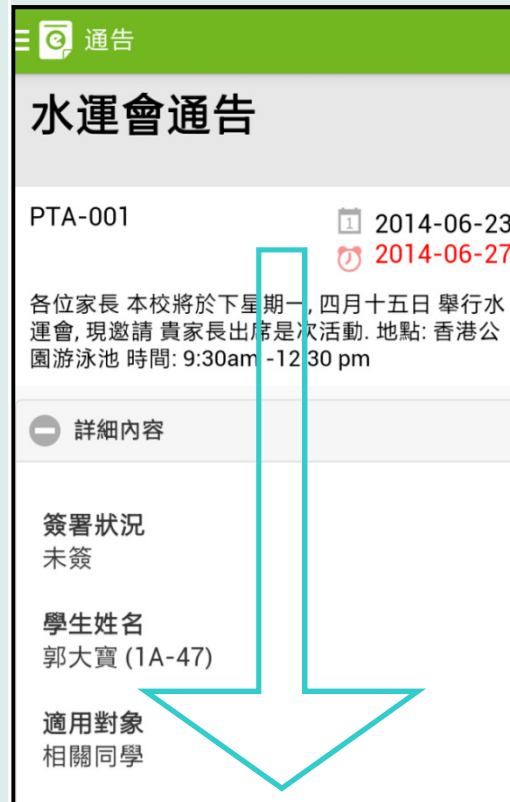 通告
水運會通告
PTA-001
2014-06-23
2014-06-27
各位家長 本校將於下星期一, 四月十五日 舉行水
運會, 現邀請 貴家長出席是次活動. 地點: 香港公
園游泳池 時間: 9:30am -12:30 pm
詳細內容
簽署狀況
未簽
學生姓名
郭大寶 (1A-47)
適用對象
相關同學